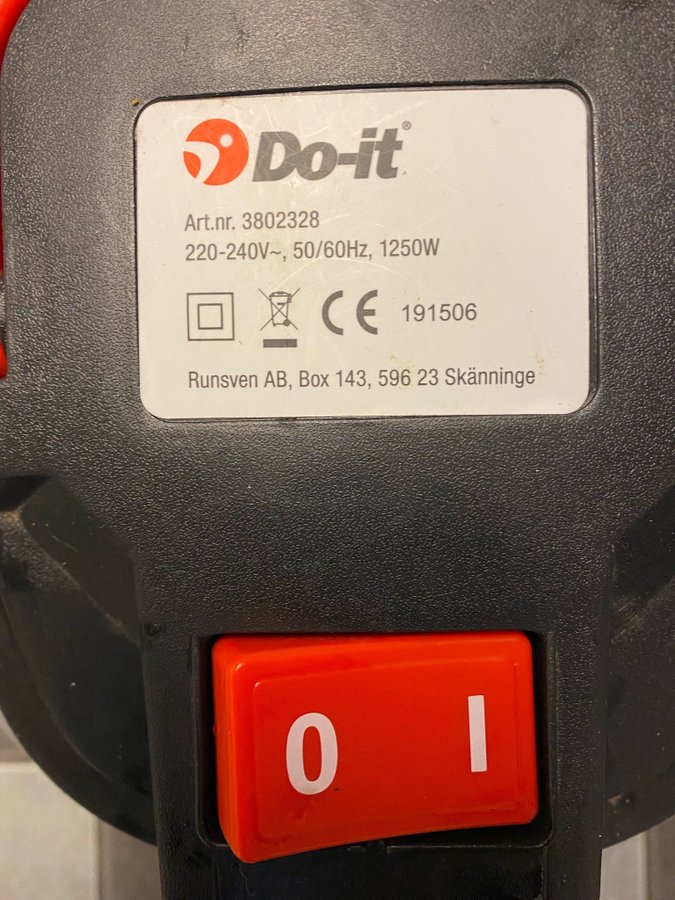 Do-it®
Art.nr. 3802328
220-240V~, 50/60Hz, 1250W
CE 191506
Runsven AB, Box 143, 596 23 Skänninge
0 I